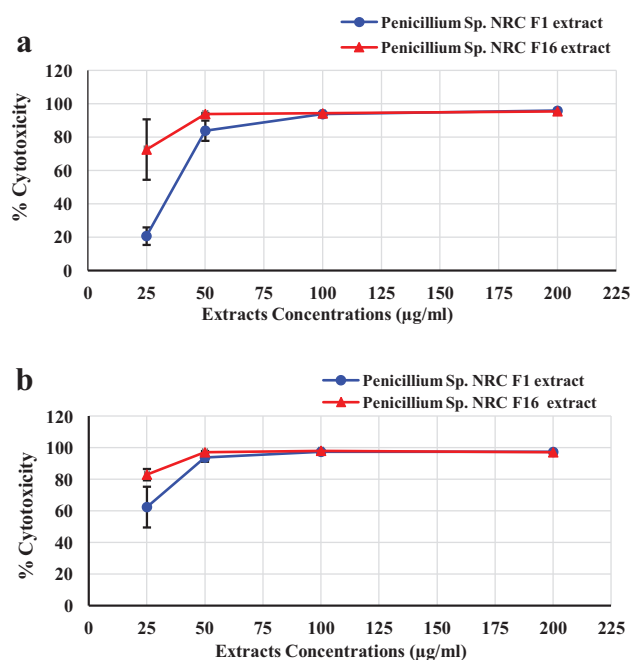 a
Penicillium Sp. NRC F1 extract
Penicillium Sp. NRC F16 extract
120
100
80
60
40
20
0
% Cytotoxicity
0 25 50 75 100 125 150 175 200 225
Extracts Concentrations (µg/ml)
b
Penicillium Sp. NRC F1 extract
Penicillium Sp. NRC F16 extract
120
100
80
60
40
20
0
% Cytotoxicity
0 25 50 75 100 125 150 175 200 225
Extracts Concentrations (µg/ml)